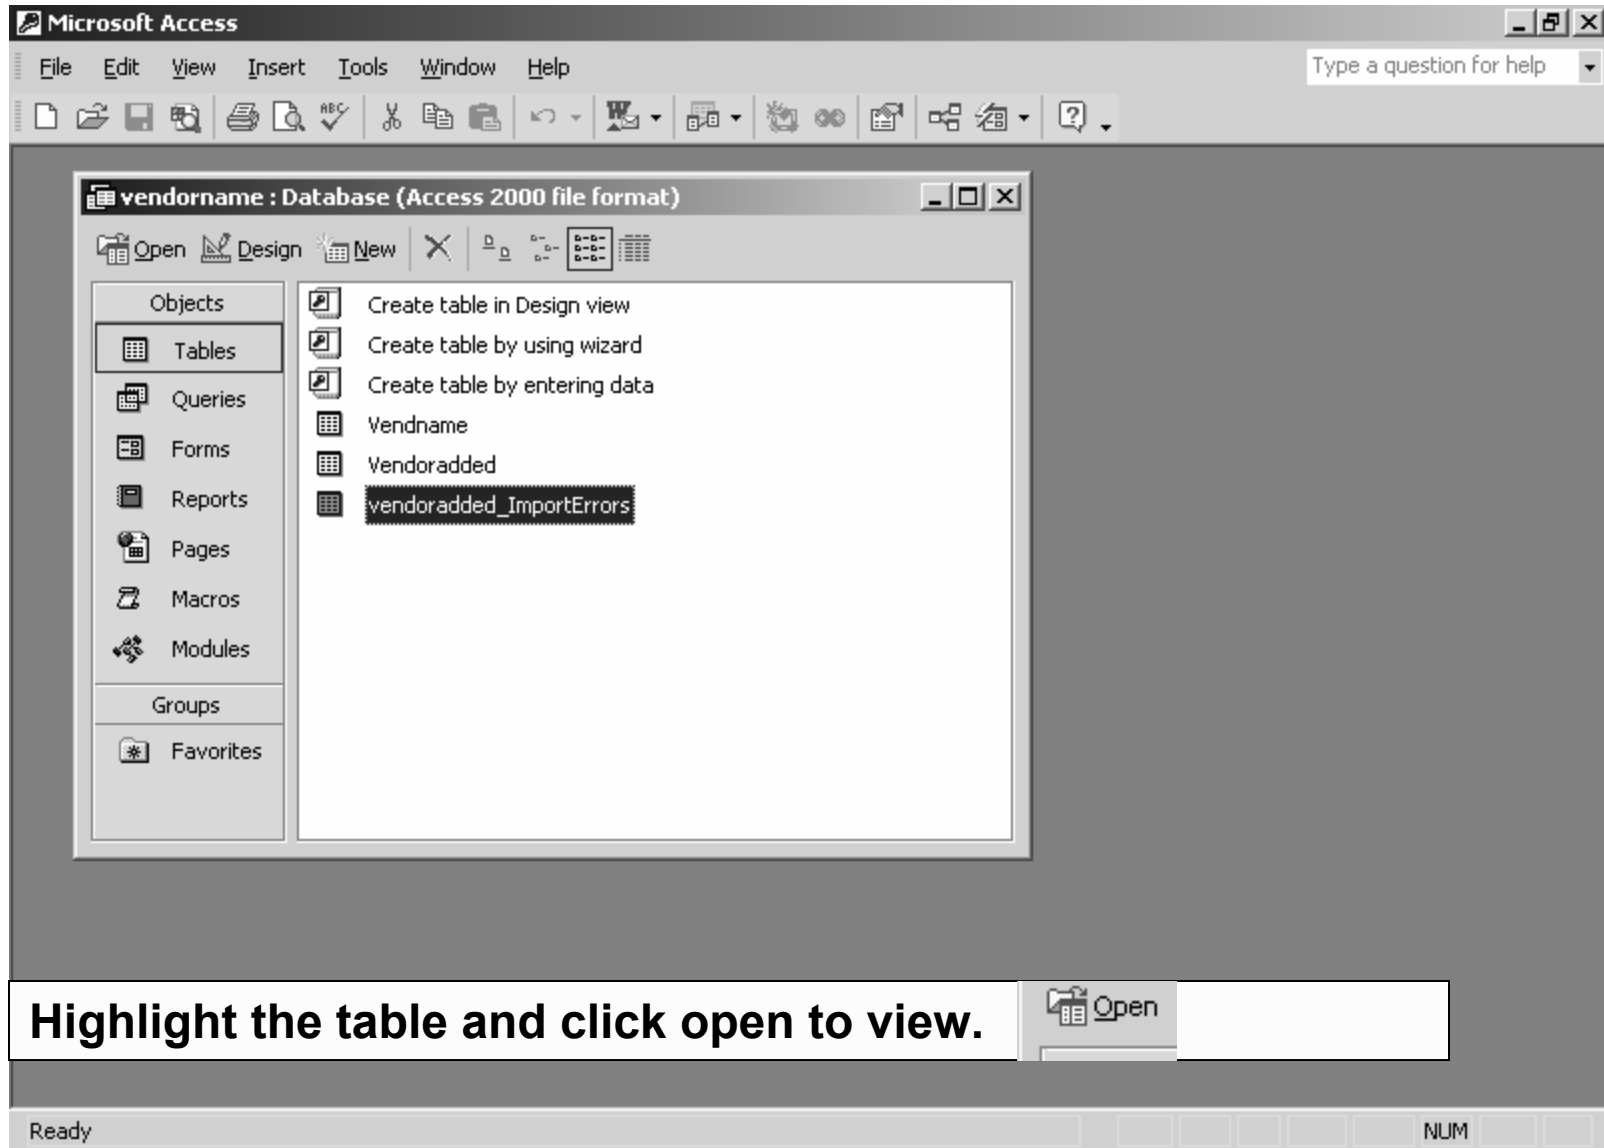 Microsoft Access
File Edit View Insert Tools Window Help
Type a question for help
ABC
vendorname : Database (Access 2000 file format)
Open Design New
Objects
Tables
Queries
Forms
Reports
Pages
Macros
Modules
Groups
Favorites
Create table in Design view
Create table by using wizard
Create table by entering data
Vendname
Vendoradded
vendoradded_ImportErrors
Highlight the table and click open to view.
Open
Ready
NUM